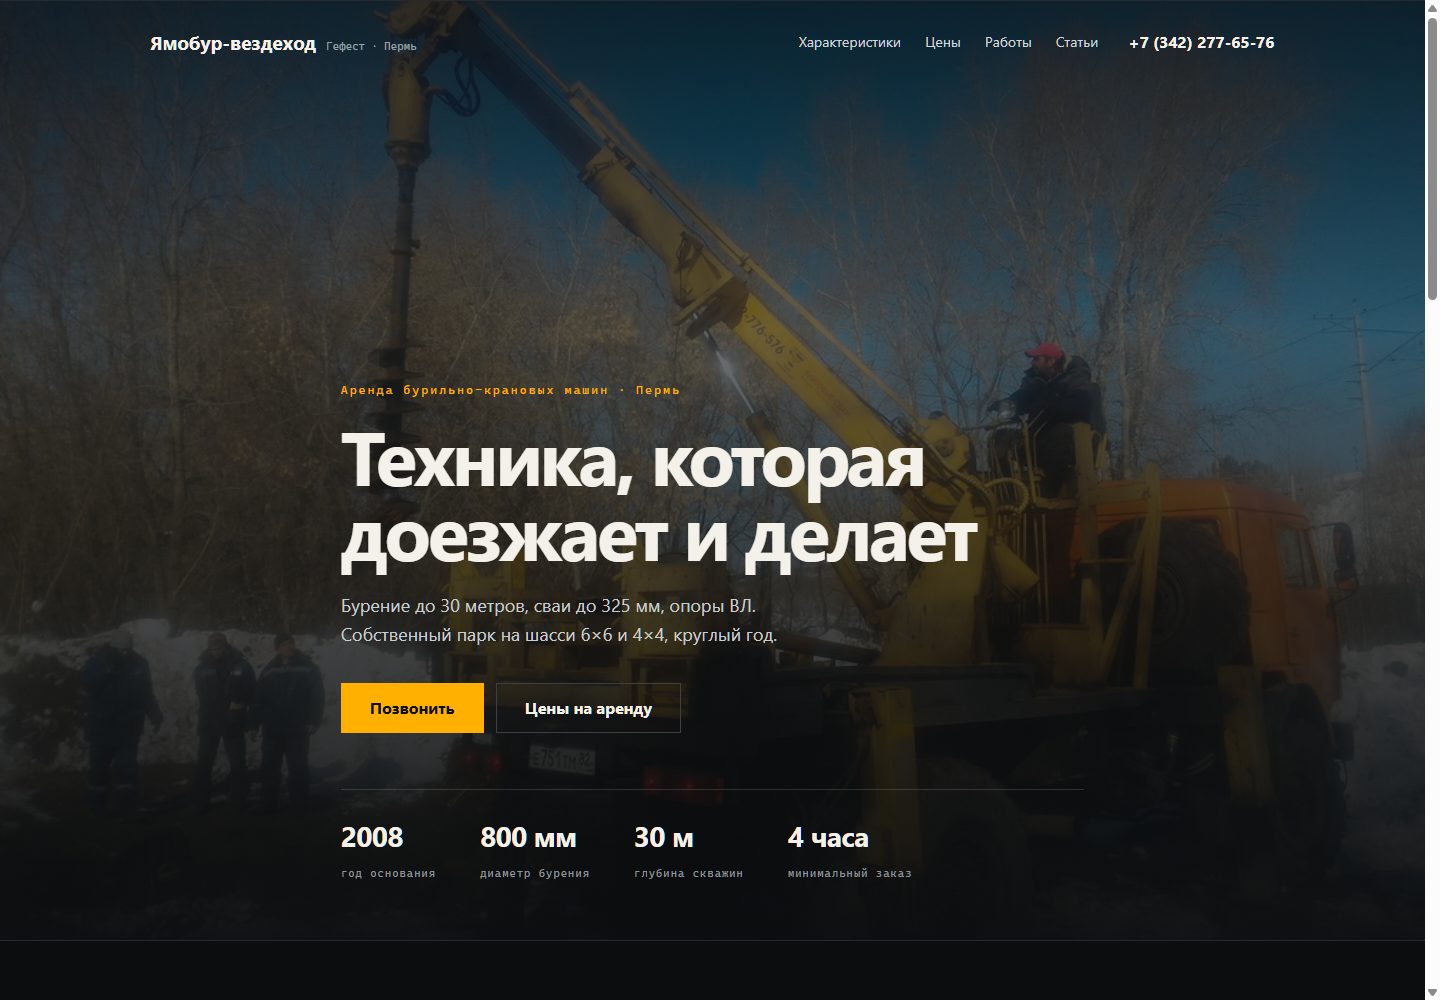 Ямобур-вездеход Гефест · Пермь
Характеристики Цены Работы Статьи +7 (342) 277-65-76
2-776-576
Аренда бурильно-крановых машин · Пермь
Техника, которая
доезжает и делает
Бурение до 30 метров, сваи до 325 мм, опоры ВЛ.
Собственный парк на шасси 6×6 и 4×4, круглый год.
Позвонить Цены на аренду
2008 800 мм 30 м 4 часа
год основания диаметр бурения глубина скважин минимальный заказ